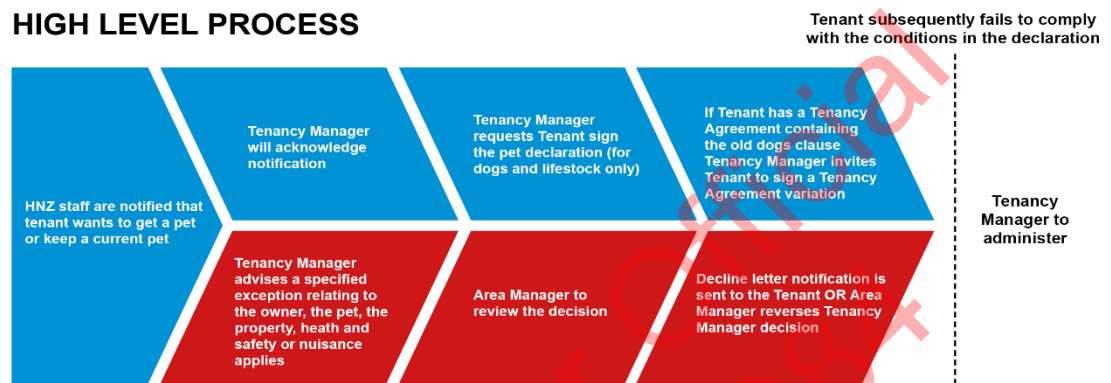 HIGH LEVEL PROCESS
Tenant subsequently fails to comply
with the conditions in the declaration
HNZ staff are notified that
tenant wants to get a pet
or keep a current pet
Tenancy Manager
will acknowledge
notification
Tenancy Manager
requests Tenant sign
the pet declaration (for
dogs and lifestock only)
If Tenant has a Tenancy
Agreement containing
the old dogs clause
Tenancy Manager invites
Tenant to sign a Tenancy
Agreement variation
Tenancy Manager
advises a specified
exception relating to
the owner, the pet, the
property, heath and
safety or nuisance
applies
Area Manager to
review the decision
Decline letter notification is
sent to the Tenant OR Area
Manager reverses Tenancy
Manager decision
Tenancy
Manager to
administer
Official